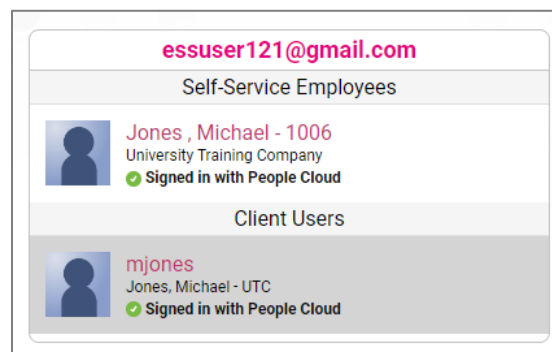 essuser121@gmail.com
Self-Service Employees
Jones , Michael - 1006
University Training Company
Signed in with People Cloud
Client Users
mjones
Jones, Michael - UTC
Signed in with People Cloud